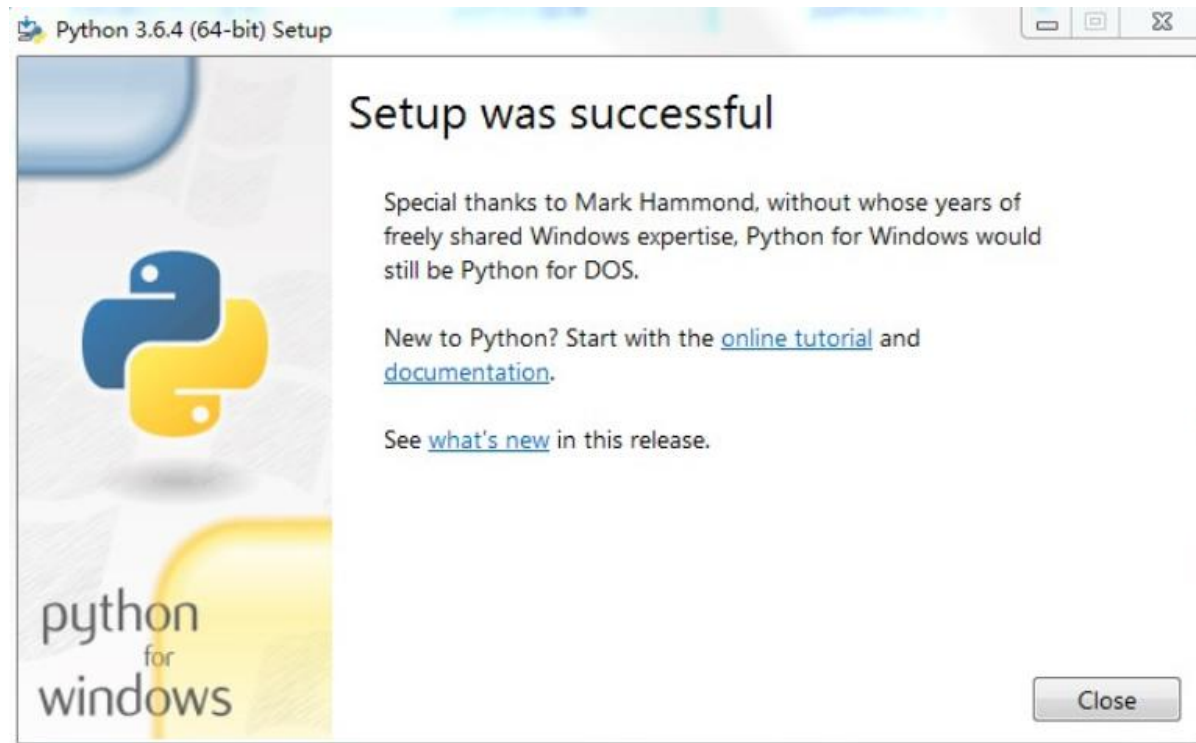 Python 3.6.4 (64-bit) Setup
Setup was successful
Special thanks to Mark Hammond, without whose years of
freely shared Windows expertise, Python for Windows would
still be Python for DOS.
New to Python? Start with the online tutorial and
documentation.
See what's new in this release.
python
for
windows
Close